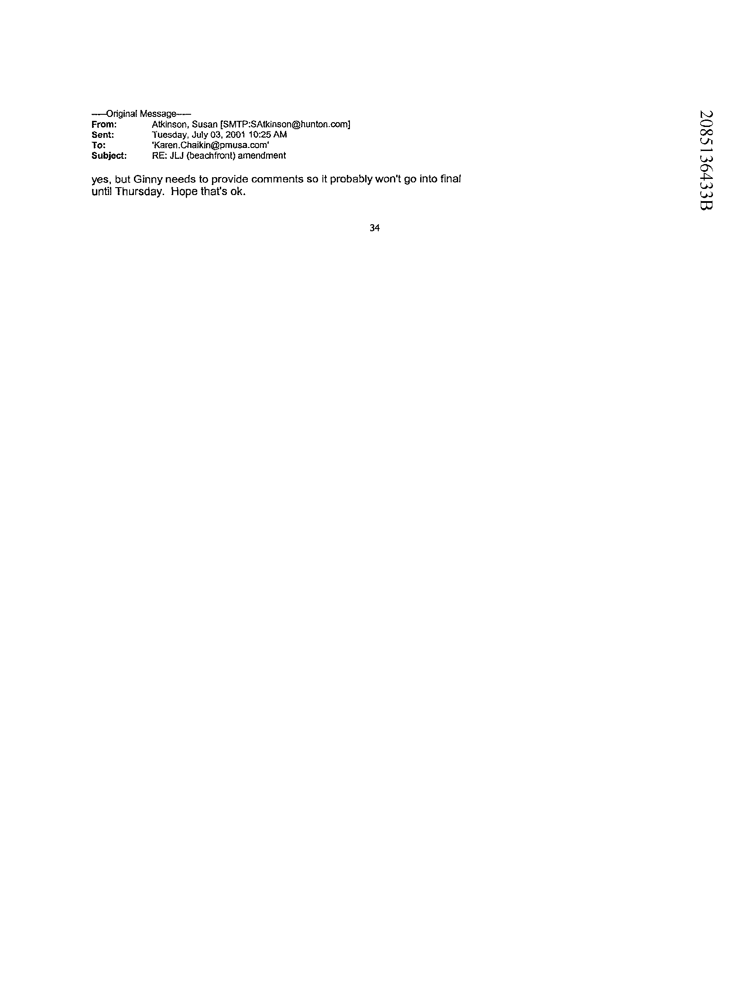 -----Original Message-----
From: Atkinson, Susan [SMTP:SAtkinson@hunton.com]
Sent: Tuesday, July 03, 2001 10:25 AM
To: 'Karen.Chaikin@pmusa.com'
Subject: RE: JLJ (beachfront) amendment
yes, but Ginny needs to provide comments so it probably won't go into final
until Thursday. Hope that's ok.
34
2085136433B